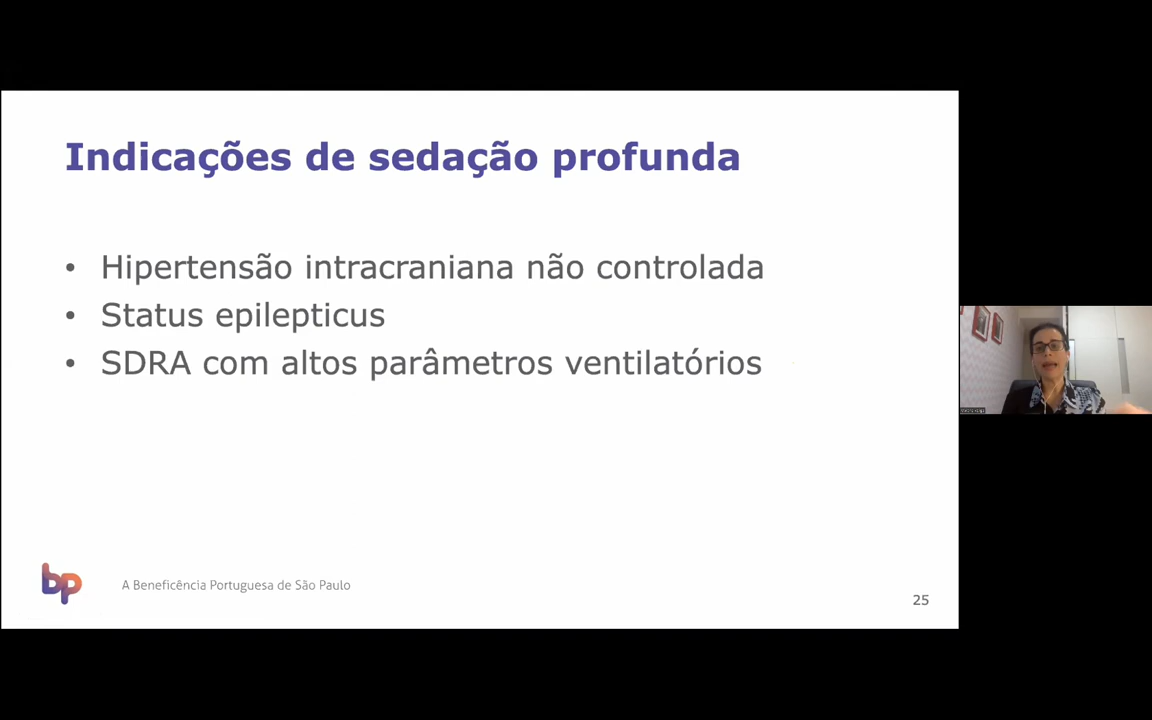 Indicações de sedação profunda
• Hipertensão intracraniana não controlada
• Status epilepticus
• SDRA com altos parâmetros ventilatórios
bp
A Beneficência Portuguesa de São Paulo
25